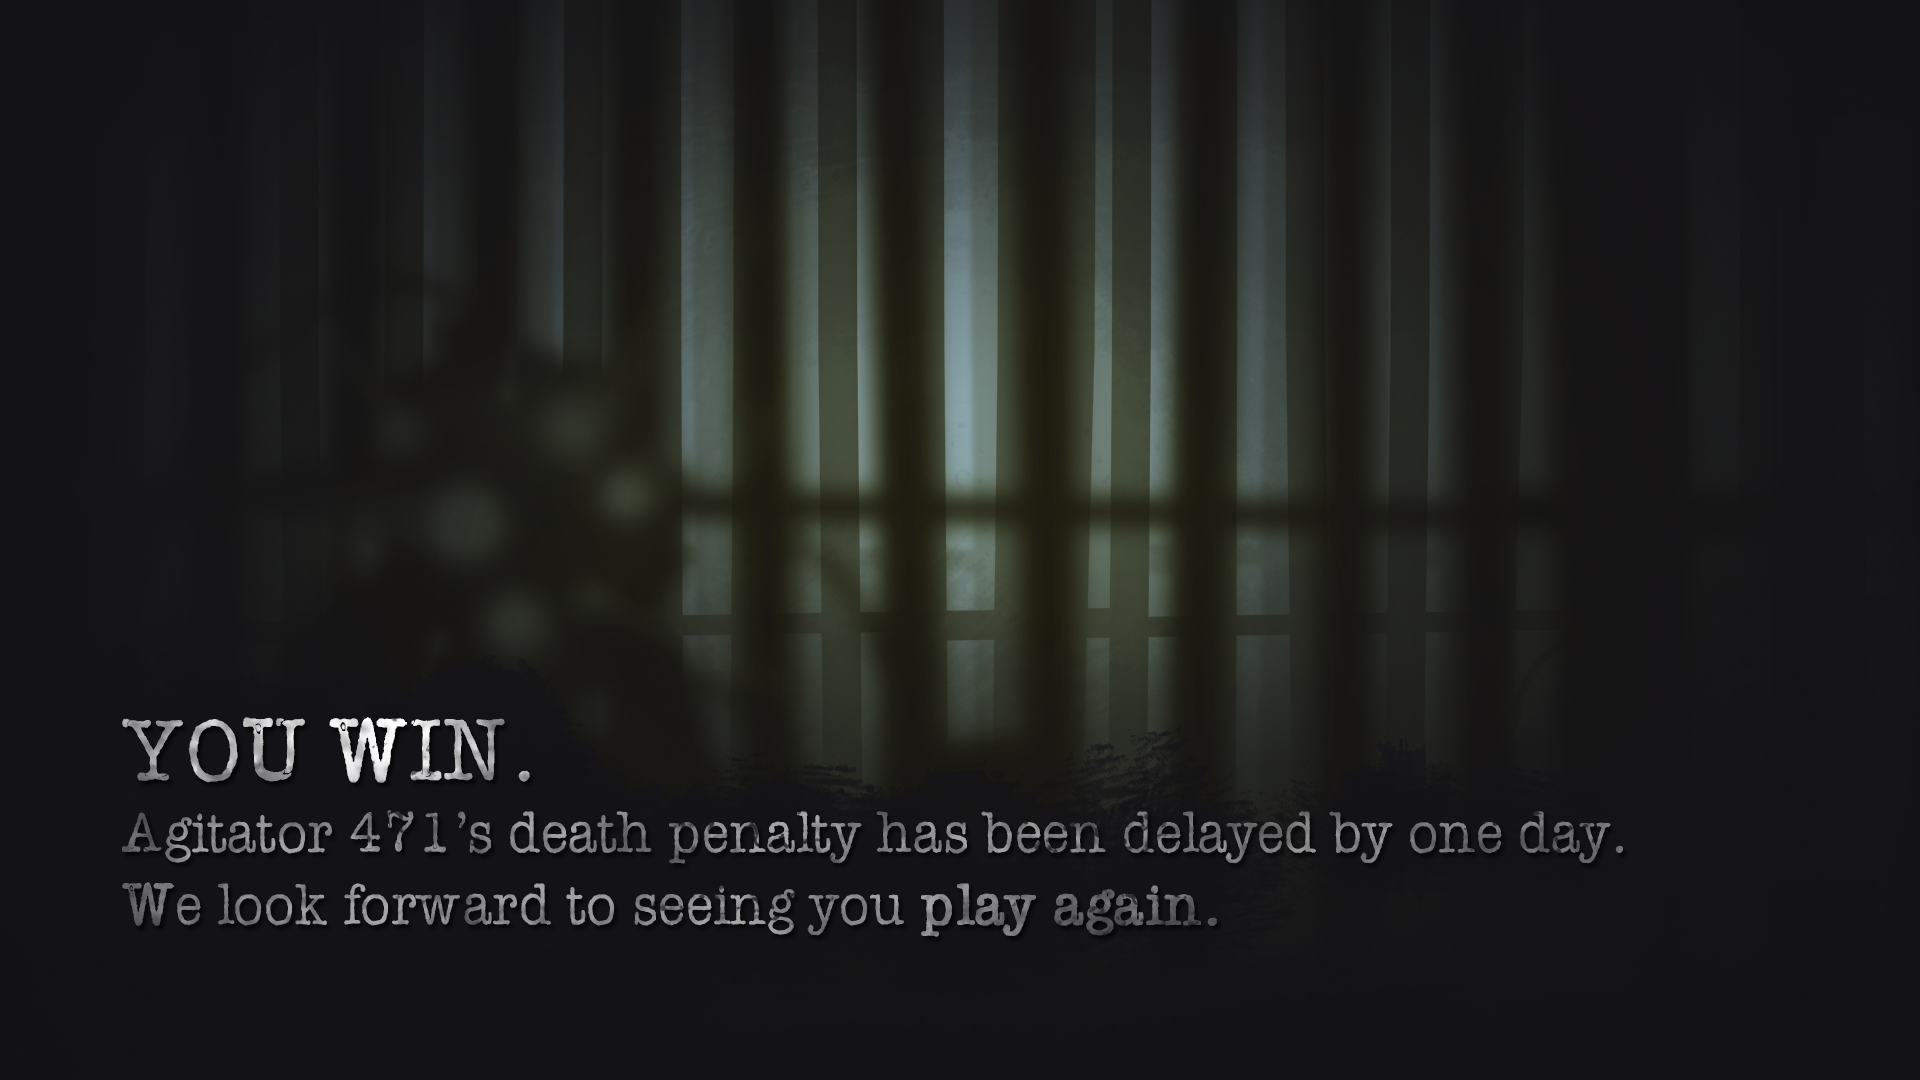 YOU WIN.
Agitator 471's death penalty has been delayed by one day.
We look forward to seeing you play again.